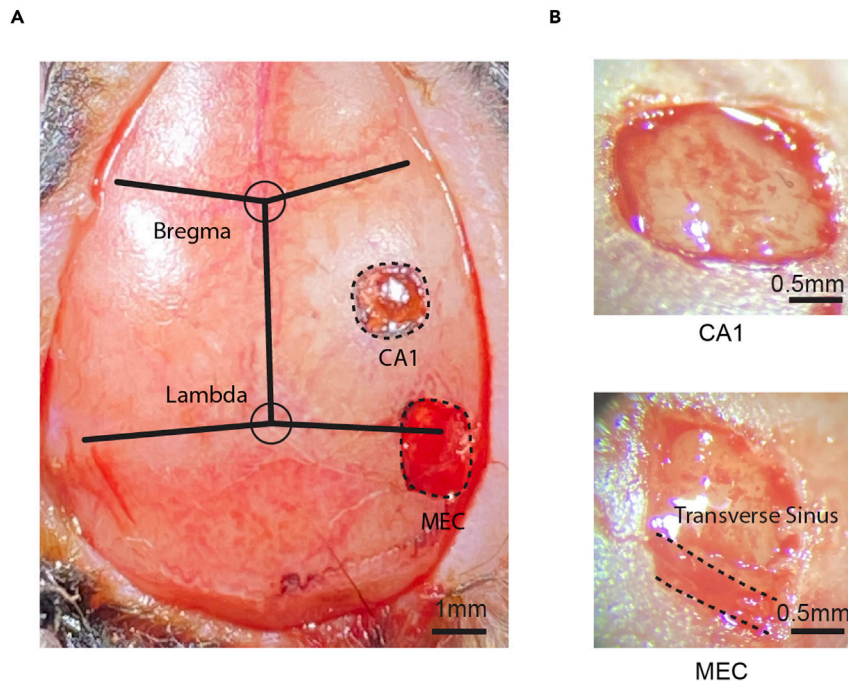 A
B
Bregma
CA1
Lambda
MEC
1mm
0.5mm
CA1
Transverse Sinus
0.5mm
MEC